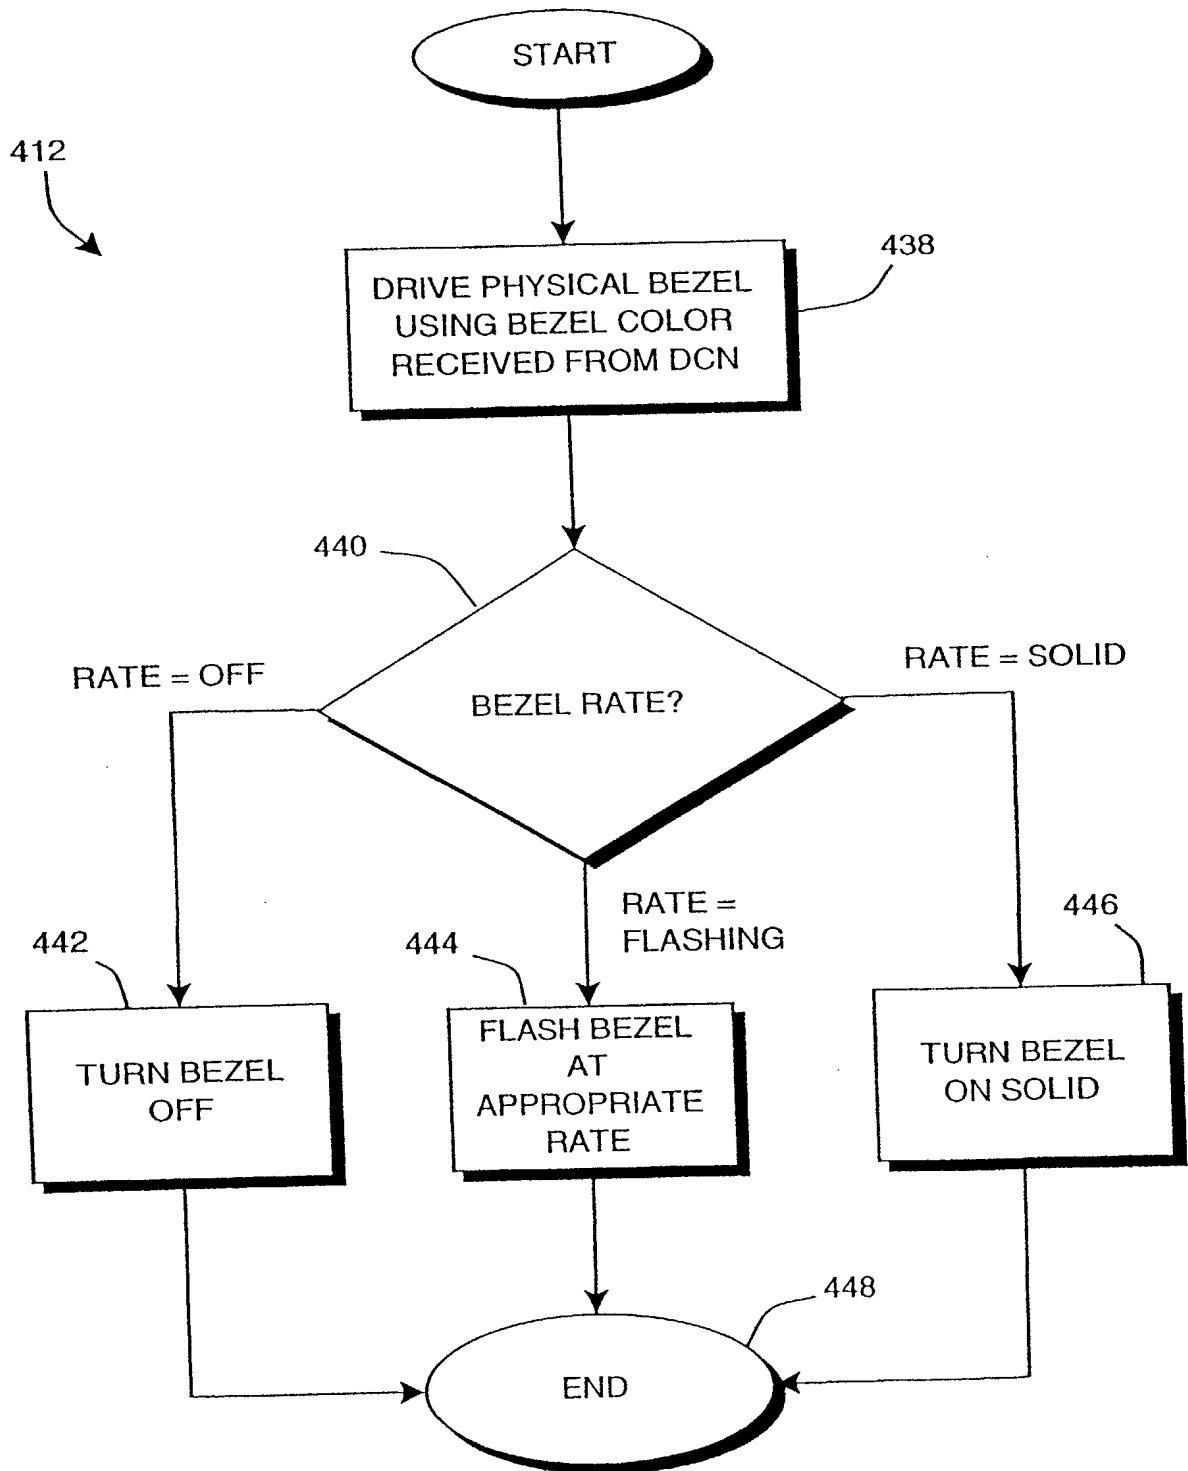 START
412
438
DRIVE PHYSICAL BEZEL
USING BEZEL COLOR
RECEIVED FROM DCN
440
RATE = OFF
BEZEL RATE?
RATE = SOLID
RATE =
FLASHING
442
444
446
TURN BEZEL
OFF
FLASH BEZEL
AT
APPROPRIATE
RATE
TURN BEZEL
ON SOLID
448
END